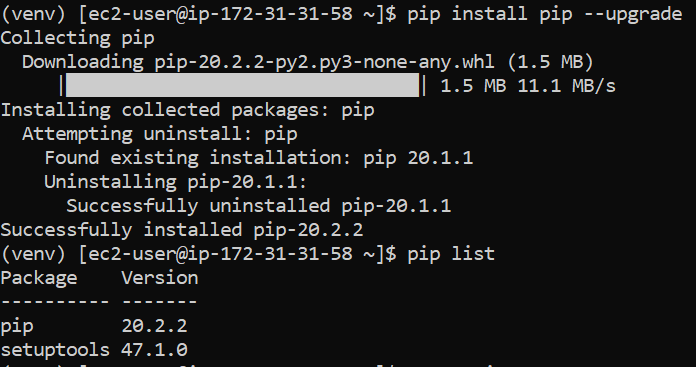 (venv) [ec2-user@ip-172-31-31-58 ~]$ pip install pip --upgrade
Collecting pip
  Downloading pip-20.2.2-py2.py3-none-any.whl (1.5 MB)
     |████████████████████████████████| 1.5 MB 11.1 MB/s
Installing collected packages: pip
  Attempting uninstall: pip
    Found existing installation: pip 20.1.1
    Uninstalling pip-20.1.1:
      Successfully uninstalled pip-20.1.1
Successfully installed pip-20.2.2
(venv) [ec2-user@ip-172-31-31-58 ~]$ pip list
Package    Version
---------- -------
pip        20.2.2
setuptools 47.1.0